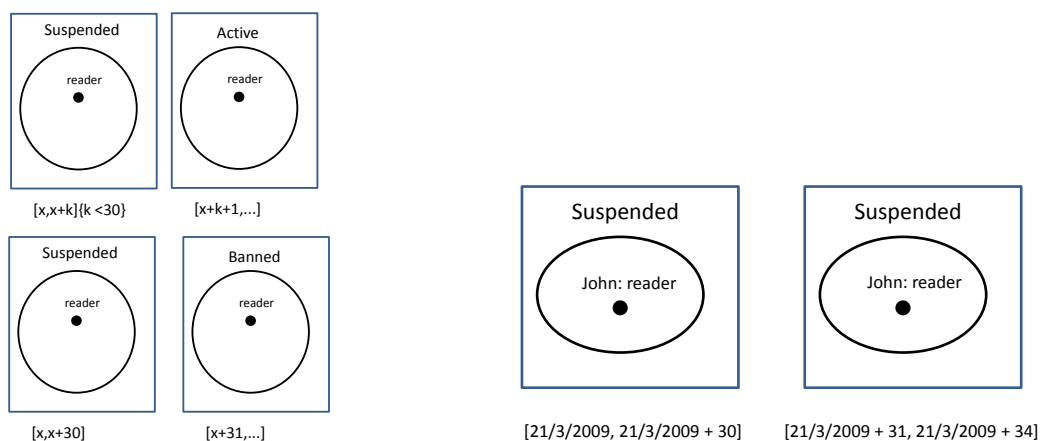 Suspended
Active
reader
reader
[x,x+k]{k <30}
[x+k+1,...]
Suspended
Banned
reader
reader
[x,x+30]
[x+31,...]
Suspended
Suspended
John: reader
John: reader
[21/3/2009, 21/3/2009 + 30]
[21/3/2009 + 31, 21/3/2009 + 34]